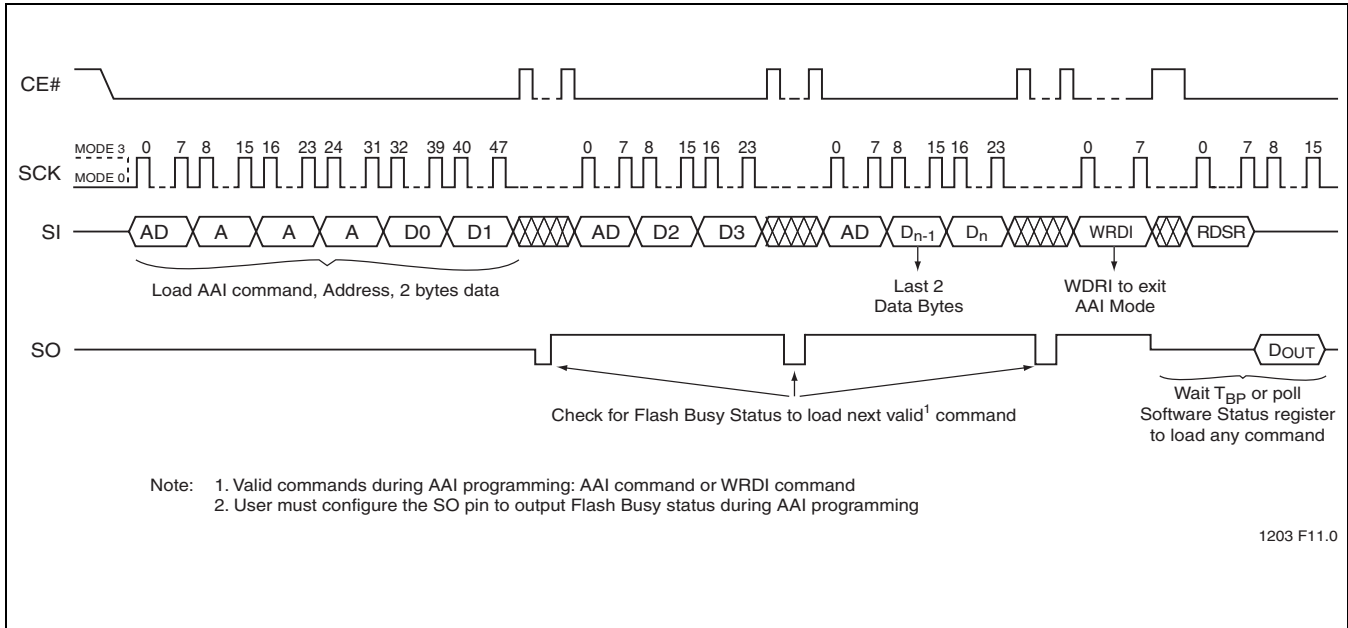 CE#
MODE 3
MODE 0
SCK
0 7 8 15 16 23 24 31 32 39 40 47 0 7 8 15 16 23 0 7 8 15 16 23 0 7 0 7 8 15
SI
AD A A A D0 D1 AD D2 D3 AD Dn-1 Dn WRDI RDSR
Load AAI command, Address, 2 bytes data
Last 2
Data Bytes
WDRI to exit
AAI Mode
SO
DOUT
Check for Flash Busy Status to load next valid¹ command
Wait TBP or poll
Software Status register
to load any command
Note: 1. Valid commands during AAI programming: AAI command or WRDI command
2. User must configure the SO pin to output Flash Busy status during AAI programming
1203 F11.0